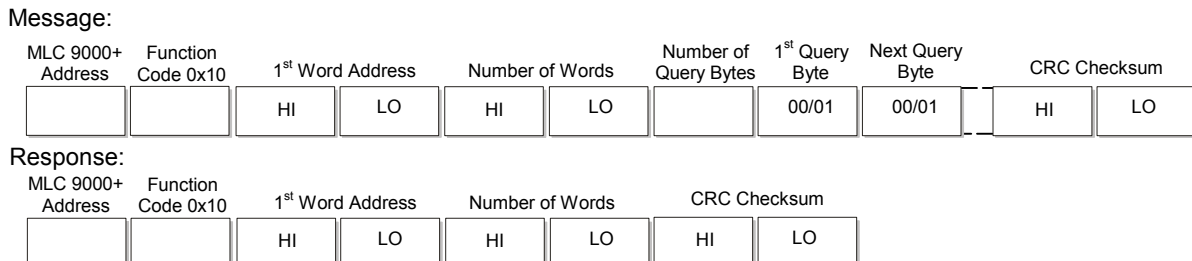 Message:
MLC 9000+ Address Function Code 0x10 1st Word Address Number of Words Number of Query Bytes 1st Query Byte Next Query Byte CRC Checksum
HI LO HI LO 00/01 00/01 HI LO
Response:
MLC 9000+ Address Function Code 0x10 1st Word Address Number of Words CRC Checksum
HI LO HI LO HI LO